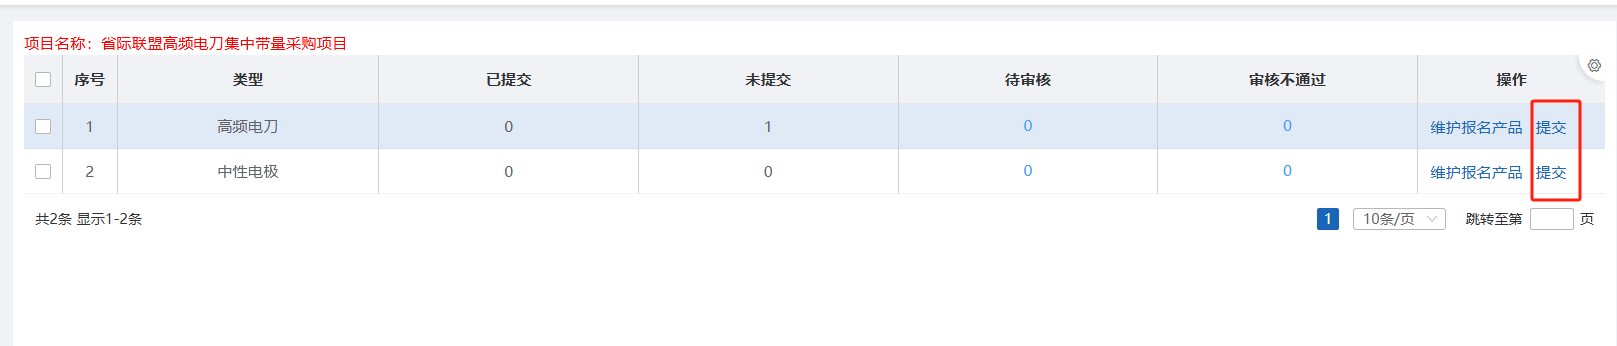 项目名称：省际联盟高频电刀集中带量采购项目
序号 类型 已提交 未提交 待审核 审核不通过 操作
1 高频电刀 0 1 0 0 维护报名产品 提交
2 中性电极 0 0 0 0 维护报名产品 提交
共2条 显示1-2条 1 10条/页 跳转至第 页